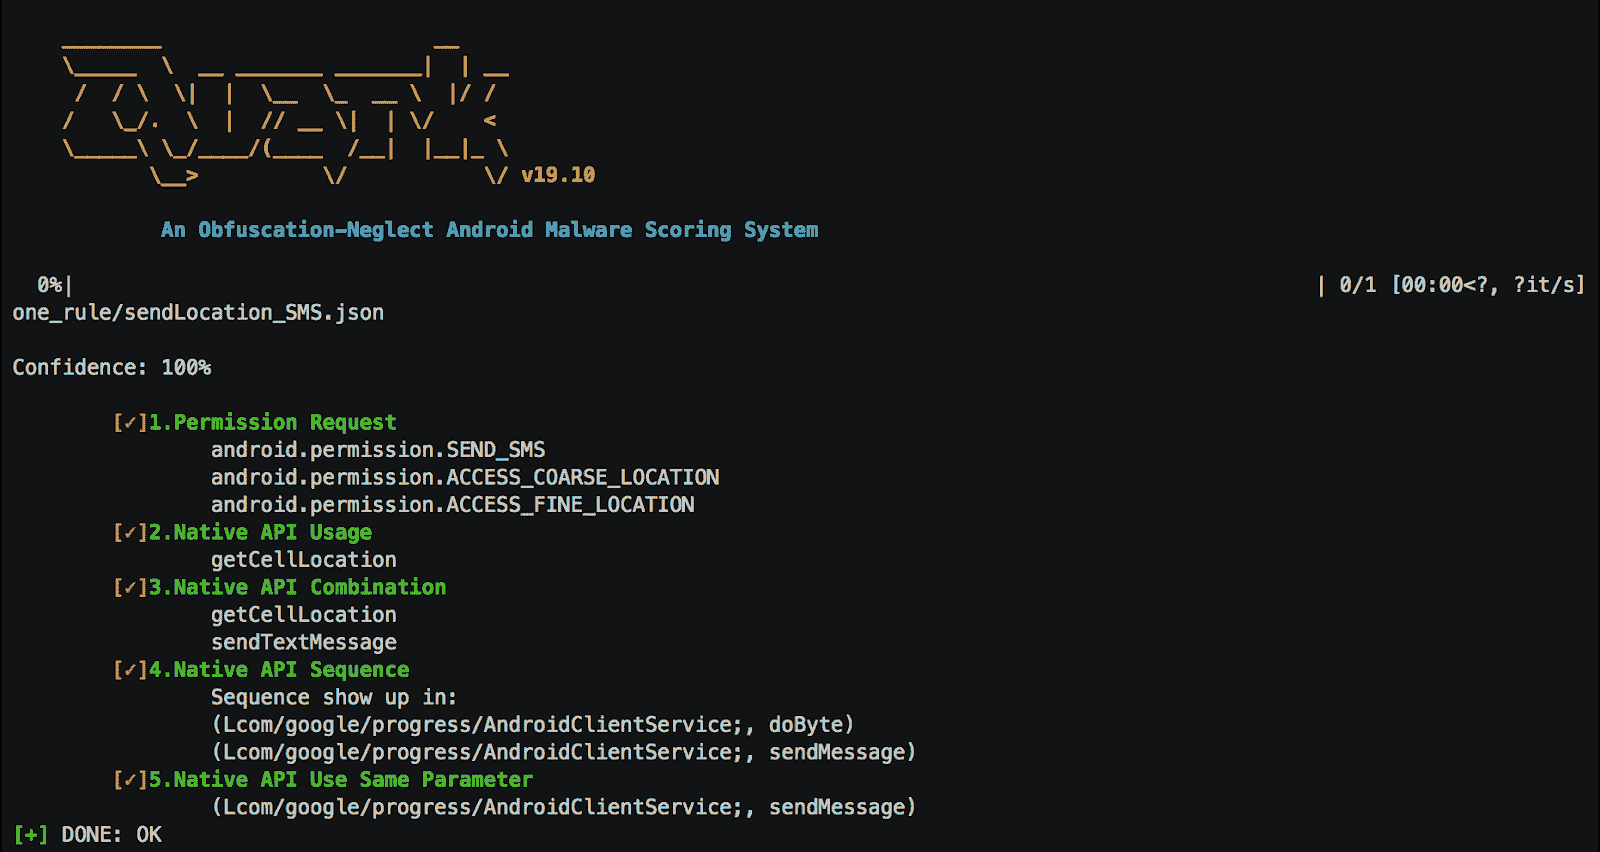 Quark
v19.10
An Obfuscation-Neglect Android Malware Scoring System
0%| | 0/1 [00:00<?, ?it/s]
one_rule/sendLocation_SMS.json
Confidence: 100%
[✓]1.Permission Request
android.permission.SEND_SMS
android.permission.ACCESS_COARSE_LOCATION
android.permission.ACCESS_FINE_LOCATION
[✓]2.Native API Usage
getCellLocation
[✓]3.Native API Combination
getCellLocation
sendTextMessage
[✓]4.Native API Sequence
Sequence show up in:
(Lcom/google/progress/AndroidClientService;, doByte)
(Lcom/google/progress/AndroidClientService;, sendMessage)
[✓]5.Native API Use Same Parameter
(Lcom/google/progress/AndroidClientService;, sendMessage)
[+] DONE: OK